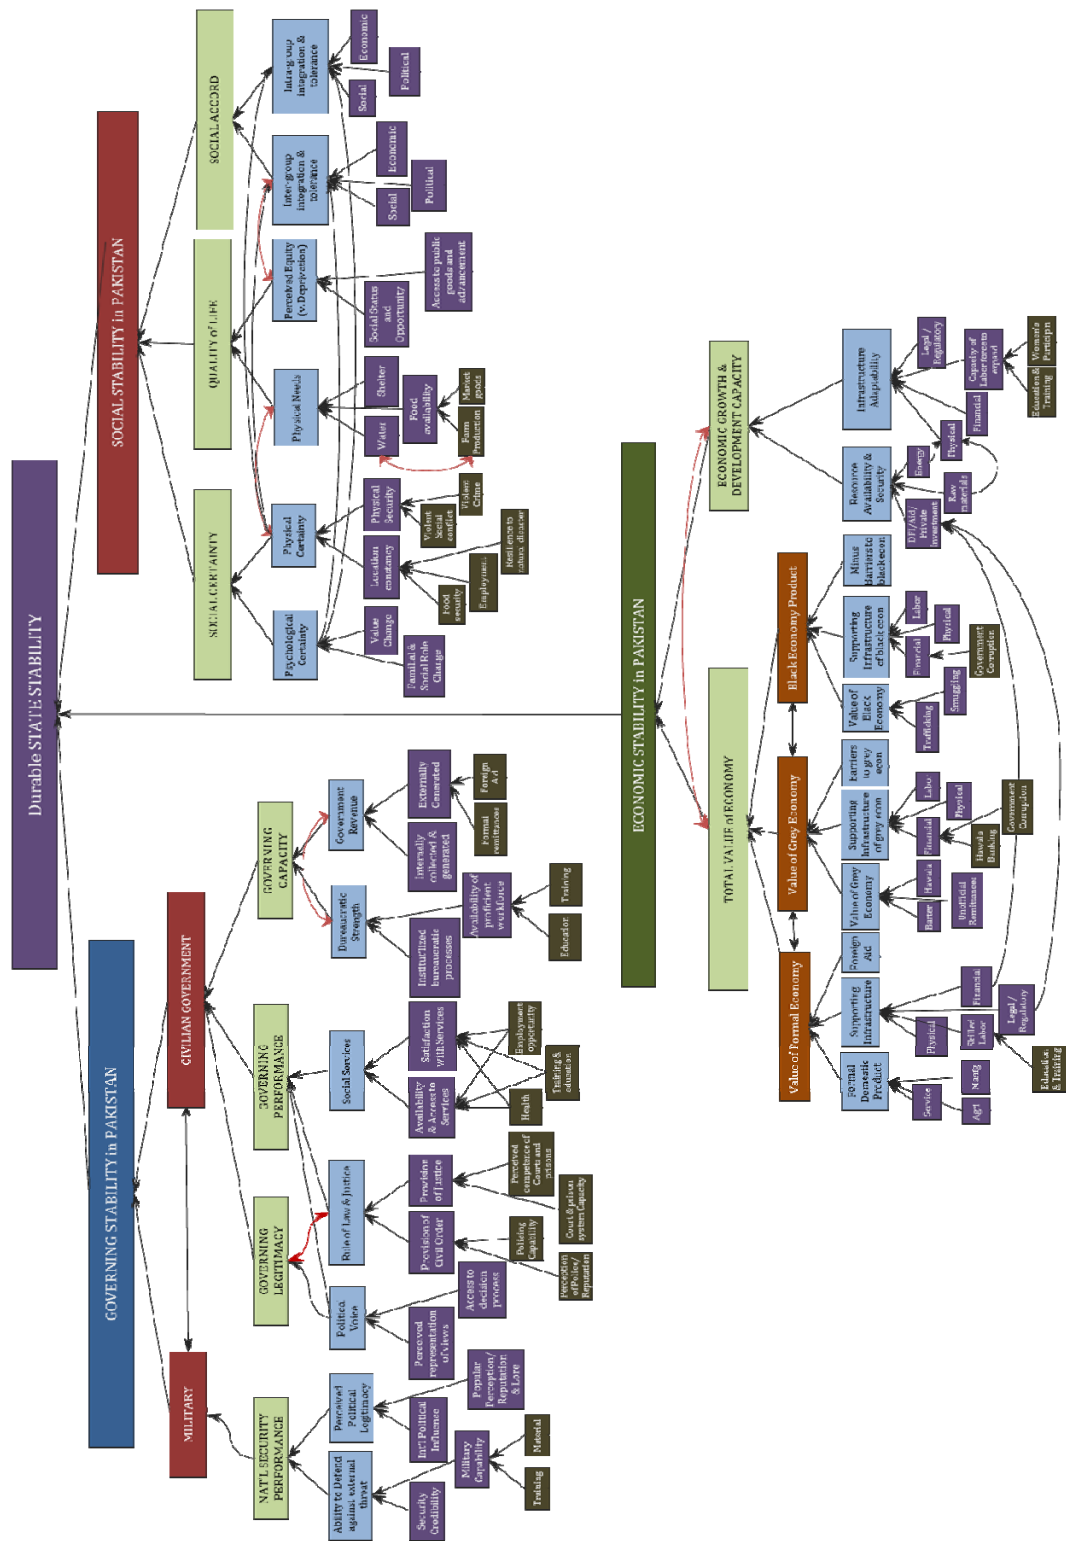 Durable STATE STABILITY
GOVERNING STABILITY in PAKISTAN
SOCIAL STABILITY in PAKISTAN
MILITARY
CIVILIAN GOVERNMENT
NAT'L SECURITY
PERFORMANCE
GOVERNING
LEGITIMACY
GOVERNING
PERFORMANCE
GOVERNING
CAPACITY
SOCIAL CERTAINTY
QUALITY of LIFE
SOCIAL ACCORD
Ability to Defend
against external
threat
Perceived
Political
Legitimacy
Political
Voice
Rule of Law & Justice
Social Services
Bureaucratic
Strength
Government
Revenue
Psychological
Certainty
Physical
Certainty
Physical Needs
Perceived Equity
(v. Deprivation)
Inter-group
integration &
tolerance
Intra-group
integration &
tolerance
Security
Credibility
Military
Capability
Int'l Political
Influence
Popular
Perception/
Reputation
& Lore
Perceived
representation
of views
Access to
decision
process
Provision of
Civil Order
Provision
of Justice
Availability
& Access to
Services
Satisfaction
with Services
Institutilized
bureaucratic
processes
Availability of
proficient
workforce
Internally
collected &
generated
Externally
Generated
Familial &
Social Role
Change
Value
Change
Location
constancy
Physical
Security
Water
Food
availability
Shelter
Social Status
and
Opportunity/
Access to public
goods and
advancement
Social
Political
Economic
Social
Political
Economic
Training
Material
Perception
of Police/
Reputation
Policing
Capability
Court & prison
system Capacity
Perceived
competence of
Courts and
prisons
Health
Training &
education
Employment
opportunity
Education
Training
Formal
remittances
Foreign
Aid
Food
security
Employment
Resilience to
natural disaster
Violent
Social
conflict
Violent
Crime
Farm
Production
Market
goods
ECONOMIC STABILITY in PAKISTAN
TOTAL VALUE of ECONOMY
ECONOMIC GROWTH &
DEVELOPMENT CAPACITY
Value of Formal Economy
Value of Grey Economy
Black Economy Product
Formal
Domestic
Product
Supporting
Infrastructure
Foreign
Aid
Value of Grey
Economy
Supporting
Infrastructure
of grey econ
Barriers
to grey
econ
Value of
Black
Economy
Supporting
Infrastructure
of black econ
Minus
Barriers to
black econ
Resource
Availability &
Security
Infrastructure
Adaptability
Agri
Service
Manfg
Physical
Skilled
Labor
Financial
Legal /
Regulatory
Education
& Training
Barter
Hawala
Unofficial
Remittances
Financial
Labor
Physical
Hawala
Banking
Government
Corruption
Trafficking
Smuggling
Financial
Labor
Physical
Government
Corruption
DFI/Aid/
Private
investment
Raw
materials
Energy
Physical
Financial
Legal /
Regulatory
Capacity of
Labor force to
expand
Education &
Training
Women's
Particip'n